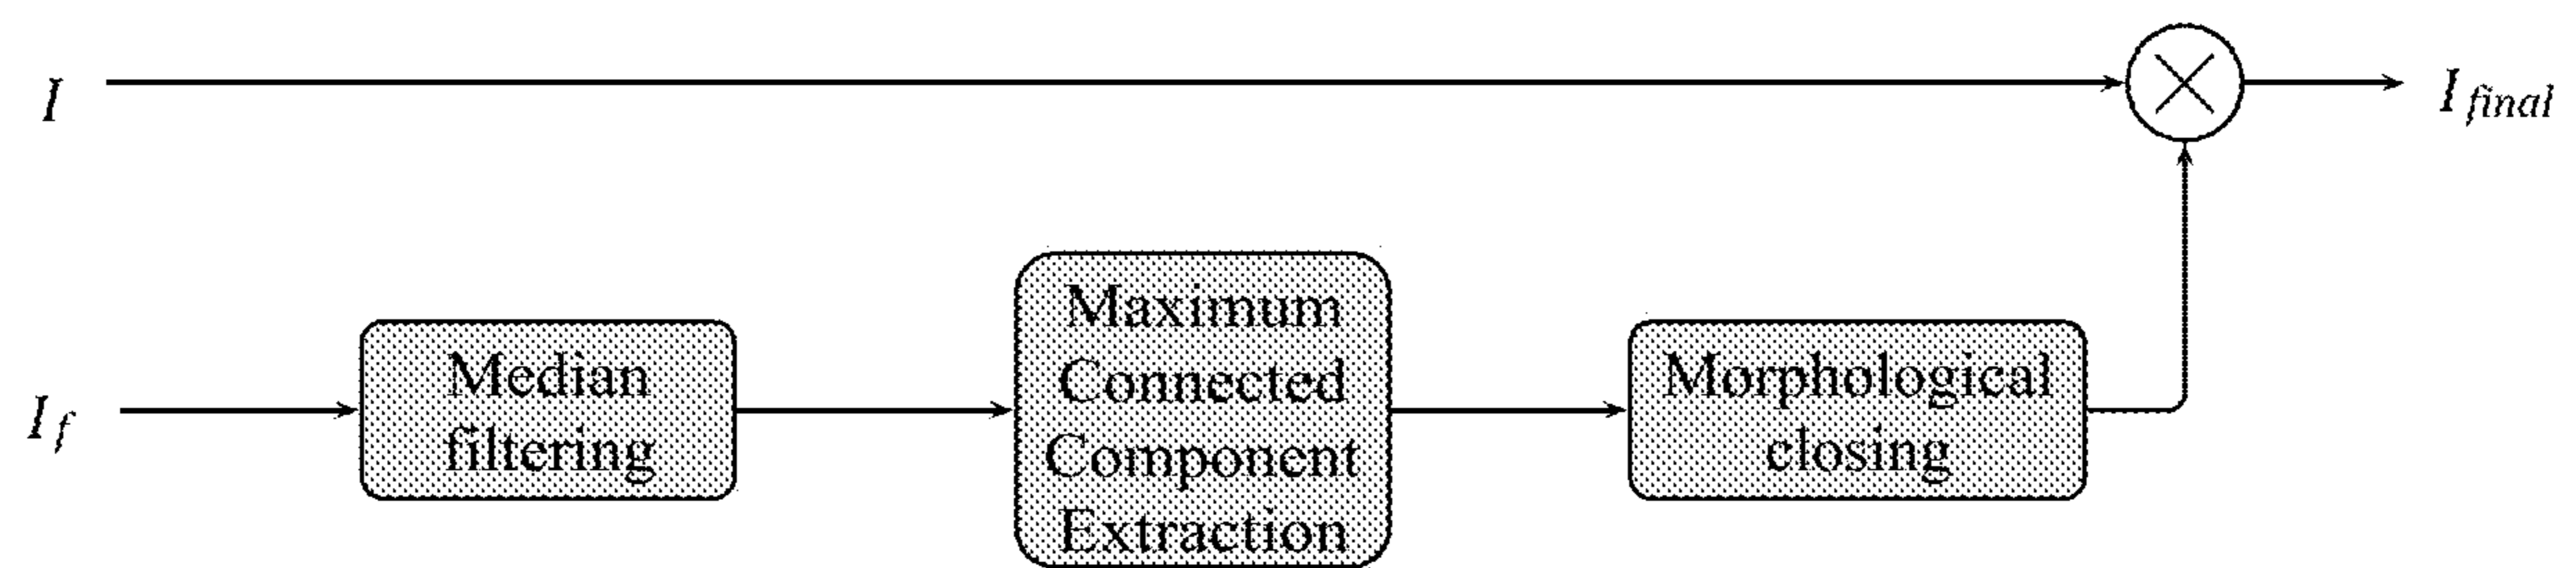 I
I final
I f
Median
filtering
Maximum
Connected
Component
Extraction
Morphological
closing